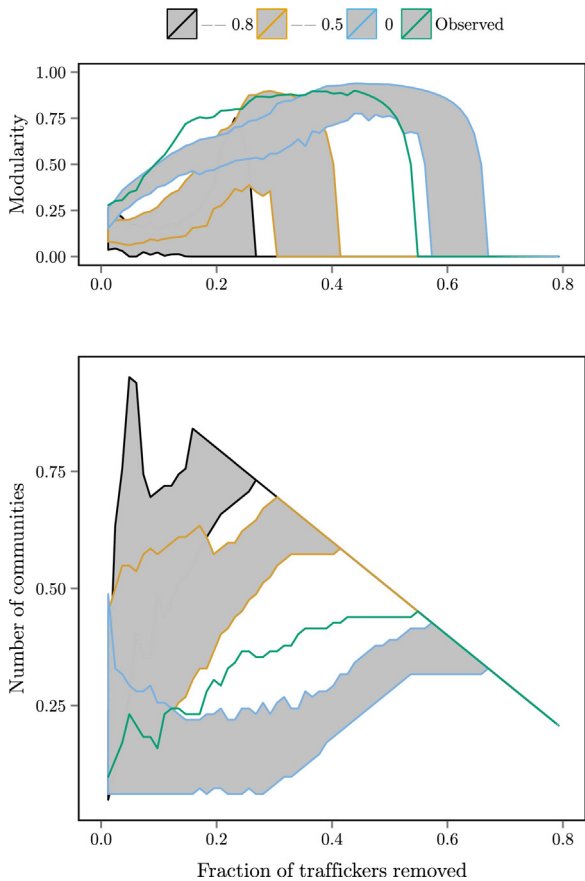 −− 0.8 −− 0.5 0 Observed
1.00
0.75
0.50
0.25
0.00
Modularity
0.0 0.2 0.4 0.6 0.8
0.75
0.50
0.25
Number of communities
0.0 0.2 0.4 0.6 0.8
Fraction of traffickers removed